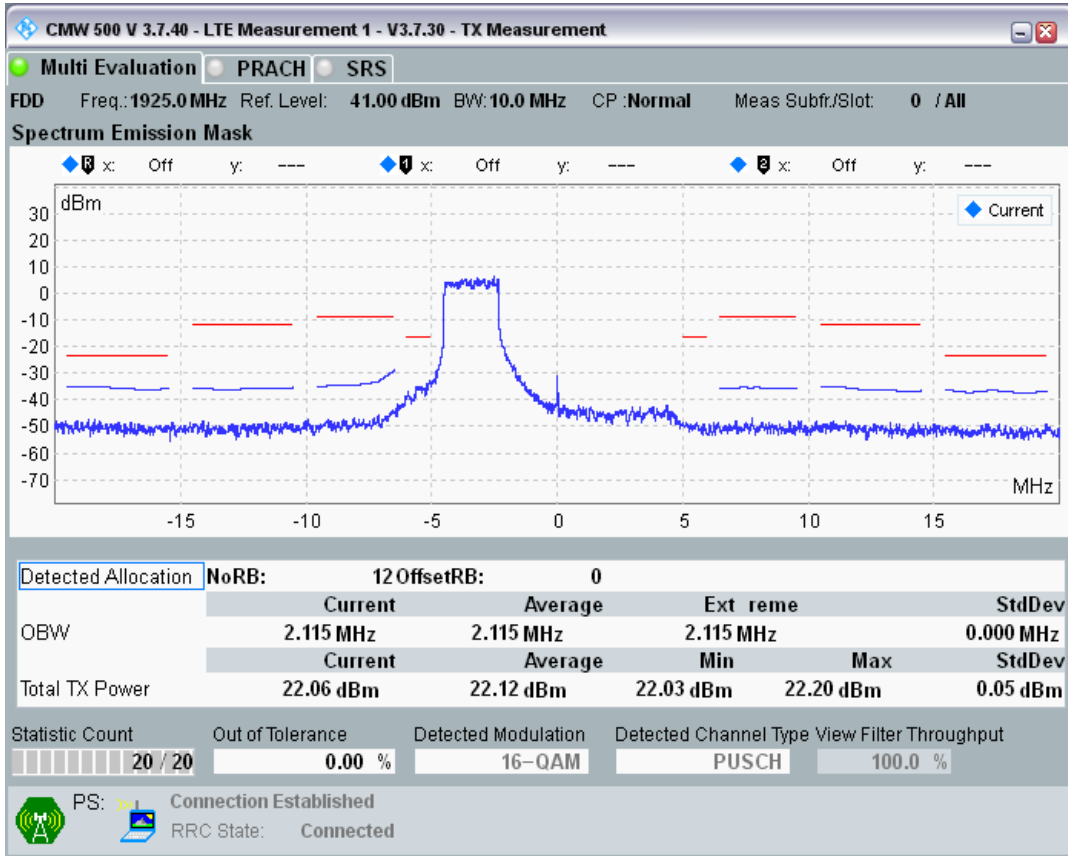 CMW 500 V 3.7.40 - LTE Measurement 1 - V3.7.30 - TX Measurement
Multi Evaluation PRACH SRS
FDD Freq.: 1925.0 MHz Ref. Level: 41.00 dBm BW: 10.0 MHz CP :Normal Meas Subfr./Slot: 0 / All
Spectrum Emission Mask
R x: Off y: --- 1 x: Off y: --- 2 x: Off y: ---
dBm
Current
30
20
10
0
-10
-20
-30
-40
-50
-60
-70
MHz
-15 -10 -5 0 5 10 15
Detected Allocation NoRB: 12 OffsetRB: 0
Current Average Ext reme StdDev
OBW 2.115 MHz 2.115 MHz 2.115 MHz 0.000 MHz
Current Average Min Max StdDev
Total TX Power 22.06 dBm 22.12 dBm 22.03 dBm 22.20 dBm 0.05 dBm
Statistic Count Out of Tolerance Detected Modulation Detected Channel Type View Filter Throughput
20 / 20 0.00 % 16-QAM PUSCH 100.0 %
PS: Connection Established
RRC State: Connected